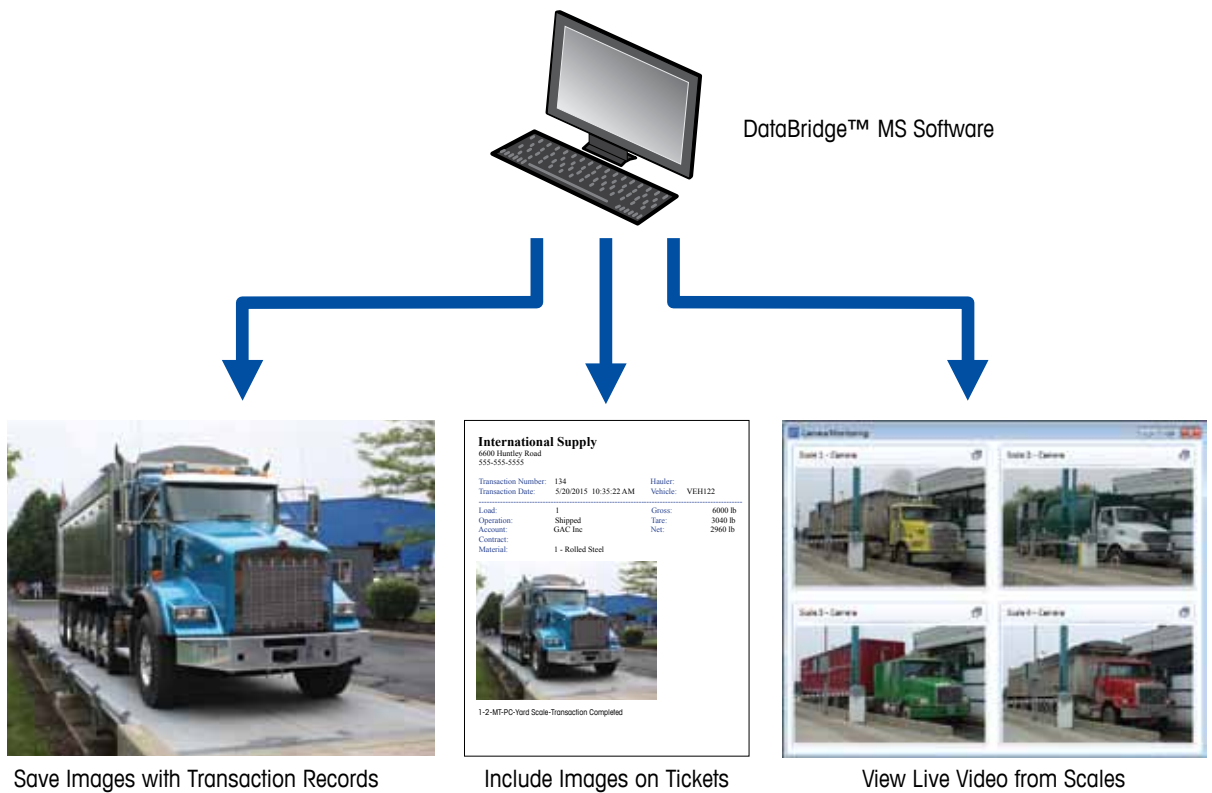 DataBridge™ MS Software
International Supply
6600 Huntley Road
555-555-5555
Transaction Number: 134 Hauler:
Transaction Date: 5/20/2015 10:35:22 AM Vehicle: VEH122
Load: 1 Gross: 6000 lb
Operation: Shipped Tare: 3040 lb
Account: GAC Inc Net: 2960 lb
Contract:
Material: 1 - Rolled Steel
1-2-MT-PC-Yard Scale-Transaction Completed
Camera Monitoring
Scale 1 - Camera Scale 2 - Camera
Scale 3 - Camera Scale 4 - Camera
Save Images with Transaction Records
Include Images on Tickets
View Live Video from Scales